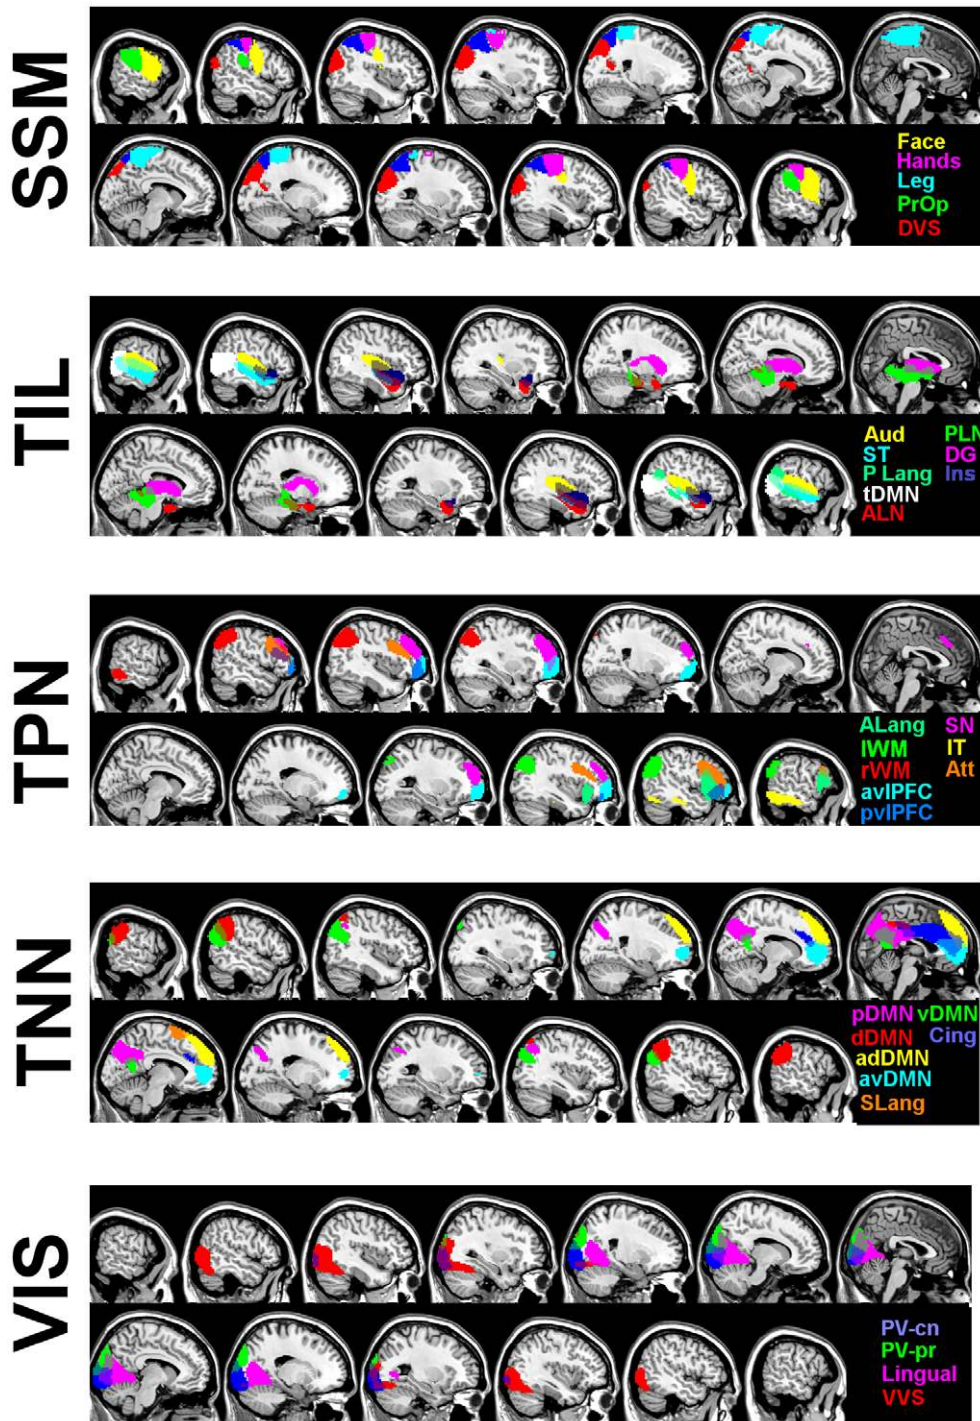 SSM
Face
Hands
Leg
PrOp
DVS
TIL
Aud PLN
ST DG
P Lang Ins
tDMN
ALN
TPN
ALang SN
lWM IT
rWM Att
avlPFC
pvlPFC
TNN
pDMN vDMN
dDMN Cing
adDMN
avDMN
SLang
VIS
PV-cn
PV-pr
Lingual
VVS